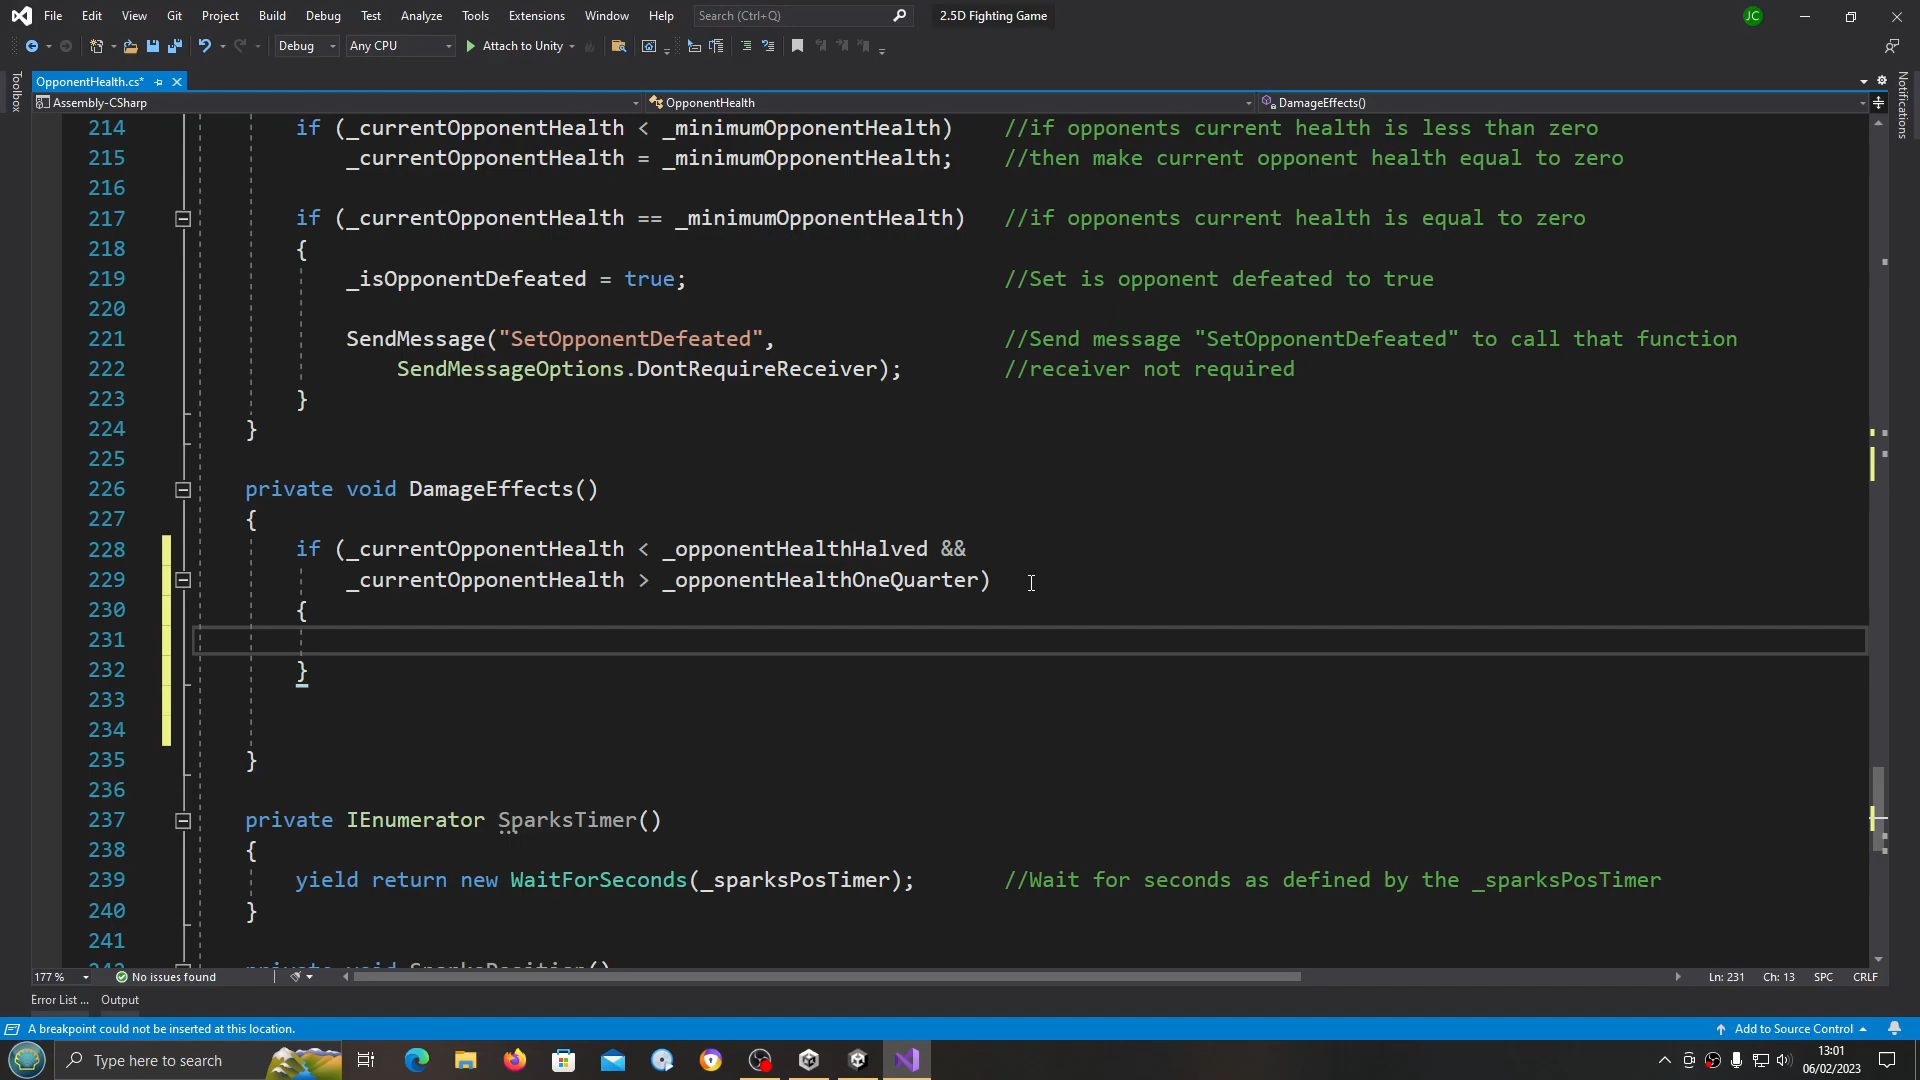 File Edit View Git Project Build Debug Test Analyze Tools Extensions Window Help Search (Ctrl+Q) 2.5D Fighting Game JC
Debug Any CPU Attach to Unity
Toolbox
OpponentHealth.cs*
Notifications
Assembly-CSharp OpponentHealth DamageEffects()
214 if (_currentOpponentHealth < _minimumOpponentHealth) //if opponents current health is less than zero
215 _currentOpponentHealth = _minimumOpponentHealth; //then make current opponent health equal to zero
216
217 if (_currentOpponentHealth == _minimumOpponentHealth) //if opponents current health is equal to zero
218 {
219 _isOpponentDefeated = true; //Set is opponent defeated to true
220
221 SendMessage("SetOpponentDefeated", //Send message "SetOpponentDefeated" to call that function
222 SendMessageOptions.DontRequireReceiver); //receiver not required
223 }
224 }
225
226 private void DamageEffects()
227 {
228 if (_currentOpponentHealth < _opponentHealthHalved &&
229 _currentOpponentHealth > _opponentHealthOneQuarter)
230 {
231
232 }
233
234
235 }
236
237 private IEnumerator SparksTimer()
238 {
239 yield return new WaitForSeconds(_sparksPosTimer); //Wait for seconds as defined by the _sparksPosTimer
240 }
241
242 private void SparksPosition()
177 % No issues found Ln: 231 Ch: 13 SPC CRLF
Error List ... Output
A breakpoint could not be inserted at this location. Add to Source Control
Type here to search 13:01
06/02/2023